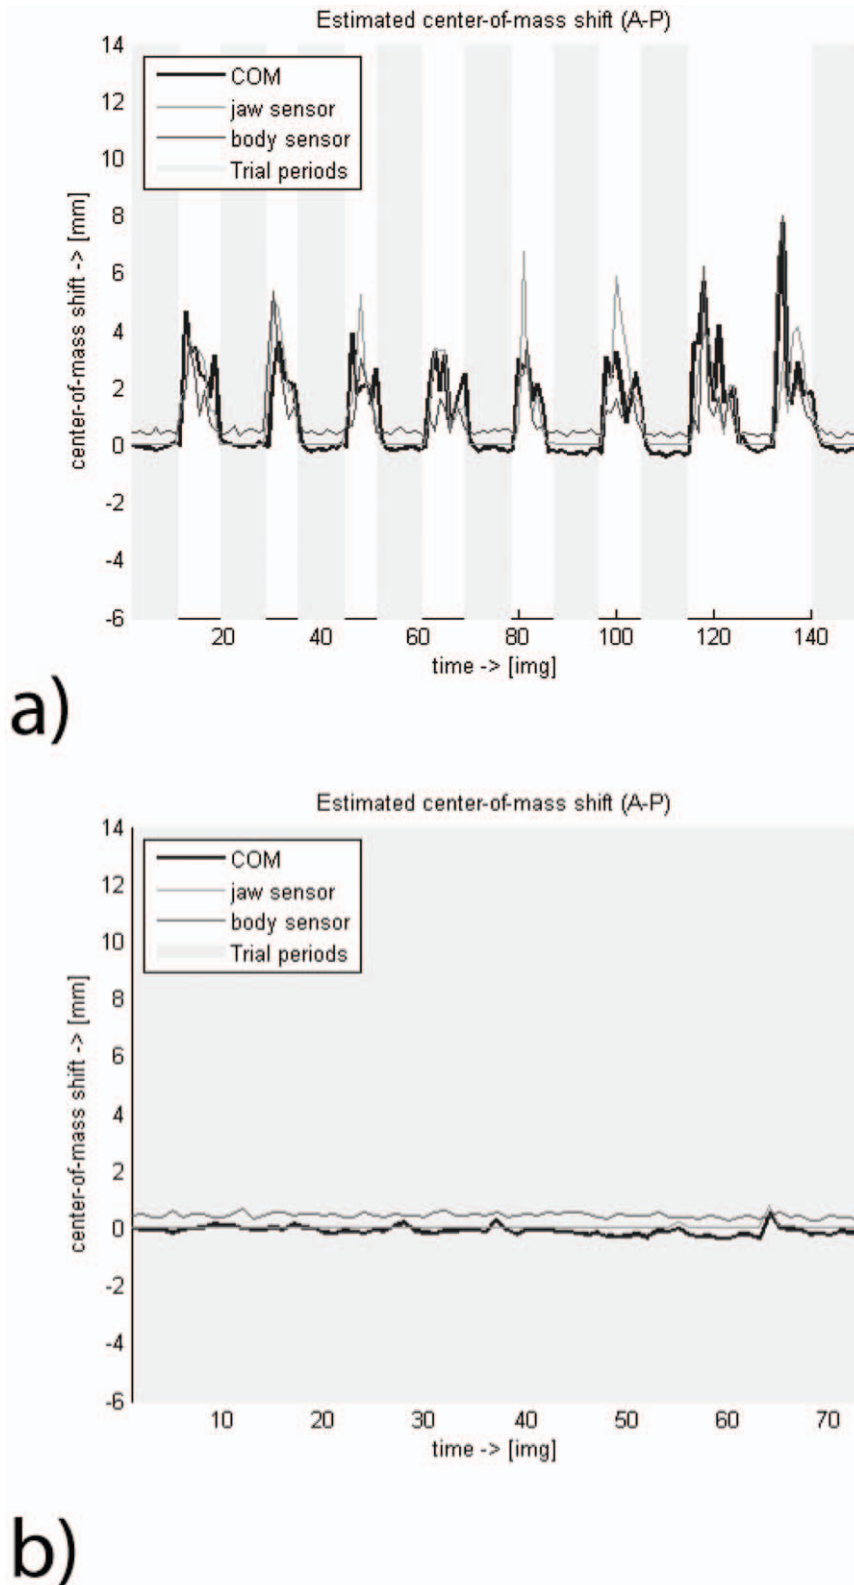 Estimated center-of-mass shift (A-P)
14
12
10
8
6
4
2
0
-2
-4
-6
center-of-mass shift -> [mm]
COM
jaw sensor
body sensor
Trial periods
20 40 60 80 100 120 140
time -> [img]
a)
Estimated center-of-mass shift (A-P)
14
12
10
8
6
4
2
0
-2
-4
-6
center-of-mass shift -> [mm]
COM
jaw sensor
body sensor
Trial periods
10 20 30 40 50 60 70
time -> [img]
b)